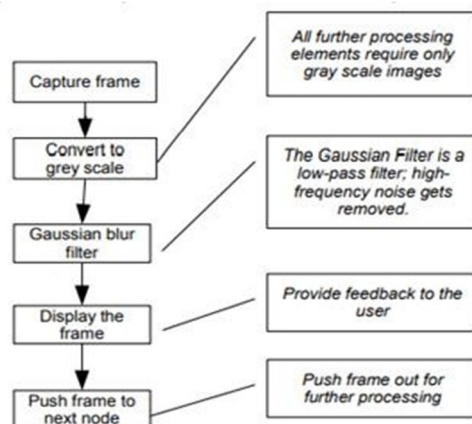 Capture frame
Convert to
grey scale
Gaussian blur
filter
Display the
frame
Push frame to
next node
All further processing
elements require only
gray scale images
The Gaussian Filter is a
low-pass filter; high-
frequency noise gets
removed.
Provide feedback to the
user
Push frame out for
further processing